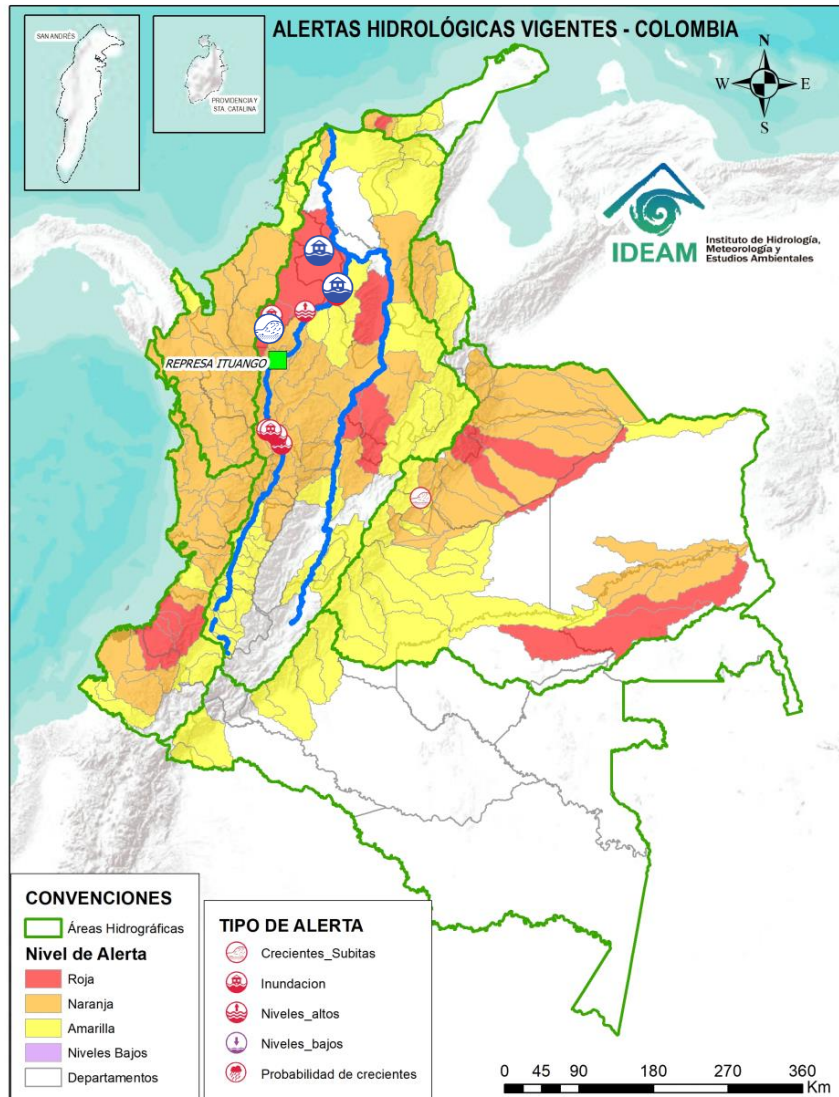 ALERTAS HIDROLÓGICAS VIGENTES - COLOMBIA
SAN ANDRÉS
PROVIDENCIA Y
STA. CATALINA
N
W
E
S
IDEAM
Instituto de Hidrología,
Meteorología y
Estudios Ambientales
REPRESA ITUANGO
CONVENCIONES
Áreas Hidrográficas
Nivel de Alerta
Roja
Naranja
Amarilla
Niveles Bajos
Departamentos
TIPO DE ALERTA
Crecientes_Subitas
Inundacion
Niveles_altos
Niveles_bajos
Probabilidad de crecientes
0 45 90 180 270 360
Km